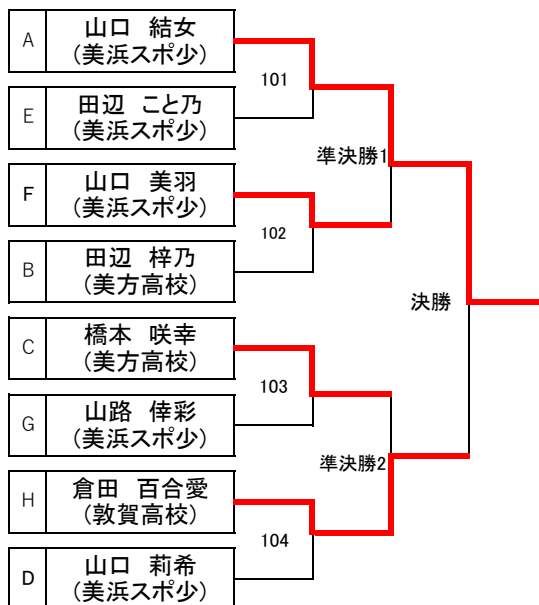 A
山口 結女
(美浜スポ少)
101
E
田辺 こと乃
(美浜スポ少)
準決勝1
F
山口 美羽
(美浜スポ少)
102
B
田辺 梓乃
(美方高校)
決勝
C
橋本 咲幸
(美方高校)
103
G
山路 倖彩
(美浜スポ少)
準決勝2
H
倉田 百合愛
(敦賀高校)
104
D
山口 莉希
(美浜スポ少)